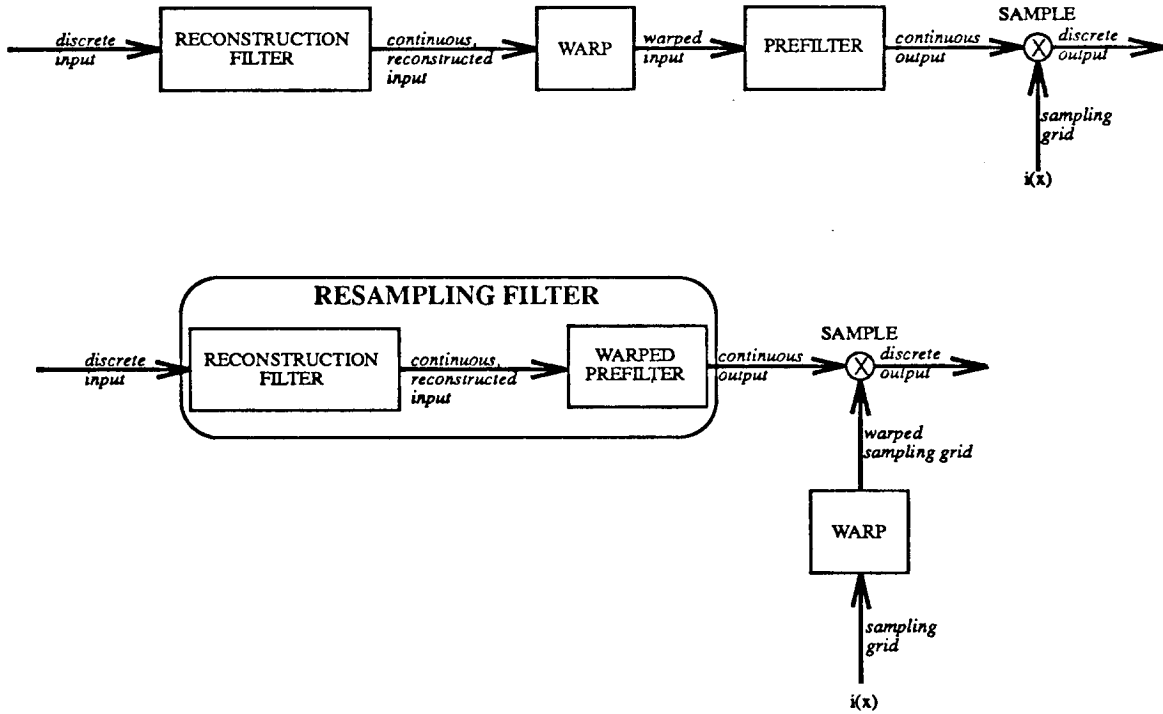 SAMPLE
discrete
input
RECONSTRUCTION
FILTER
continuous,
reconstructed
input
WARP
warped
input
PREFILTER
continuous
output
X
discrete
output
sampling
grid
i(x)
RESAMPLING FILTER
discrete
input
RECONSTRUCTION
FILTER
continuous,
reconstructed
input
WARPED
PREFILTER
continuous
output
SAMPLE
X
discrete
output
warped
sampling grid
WARP
sampling
grid
i(x)